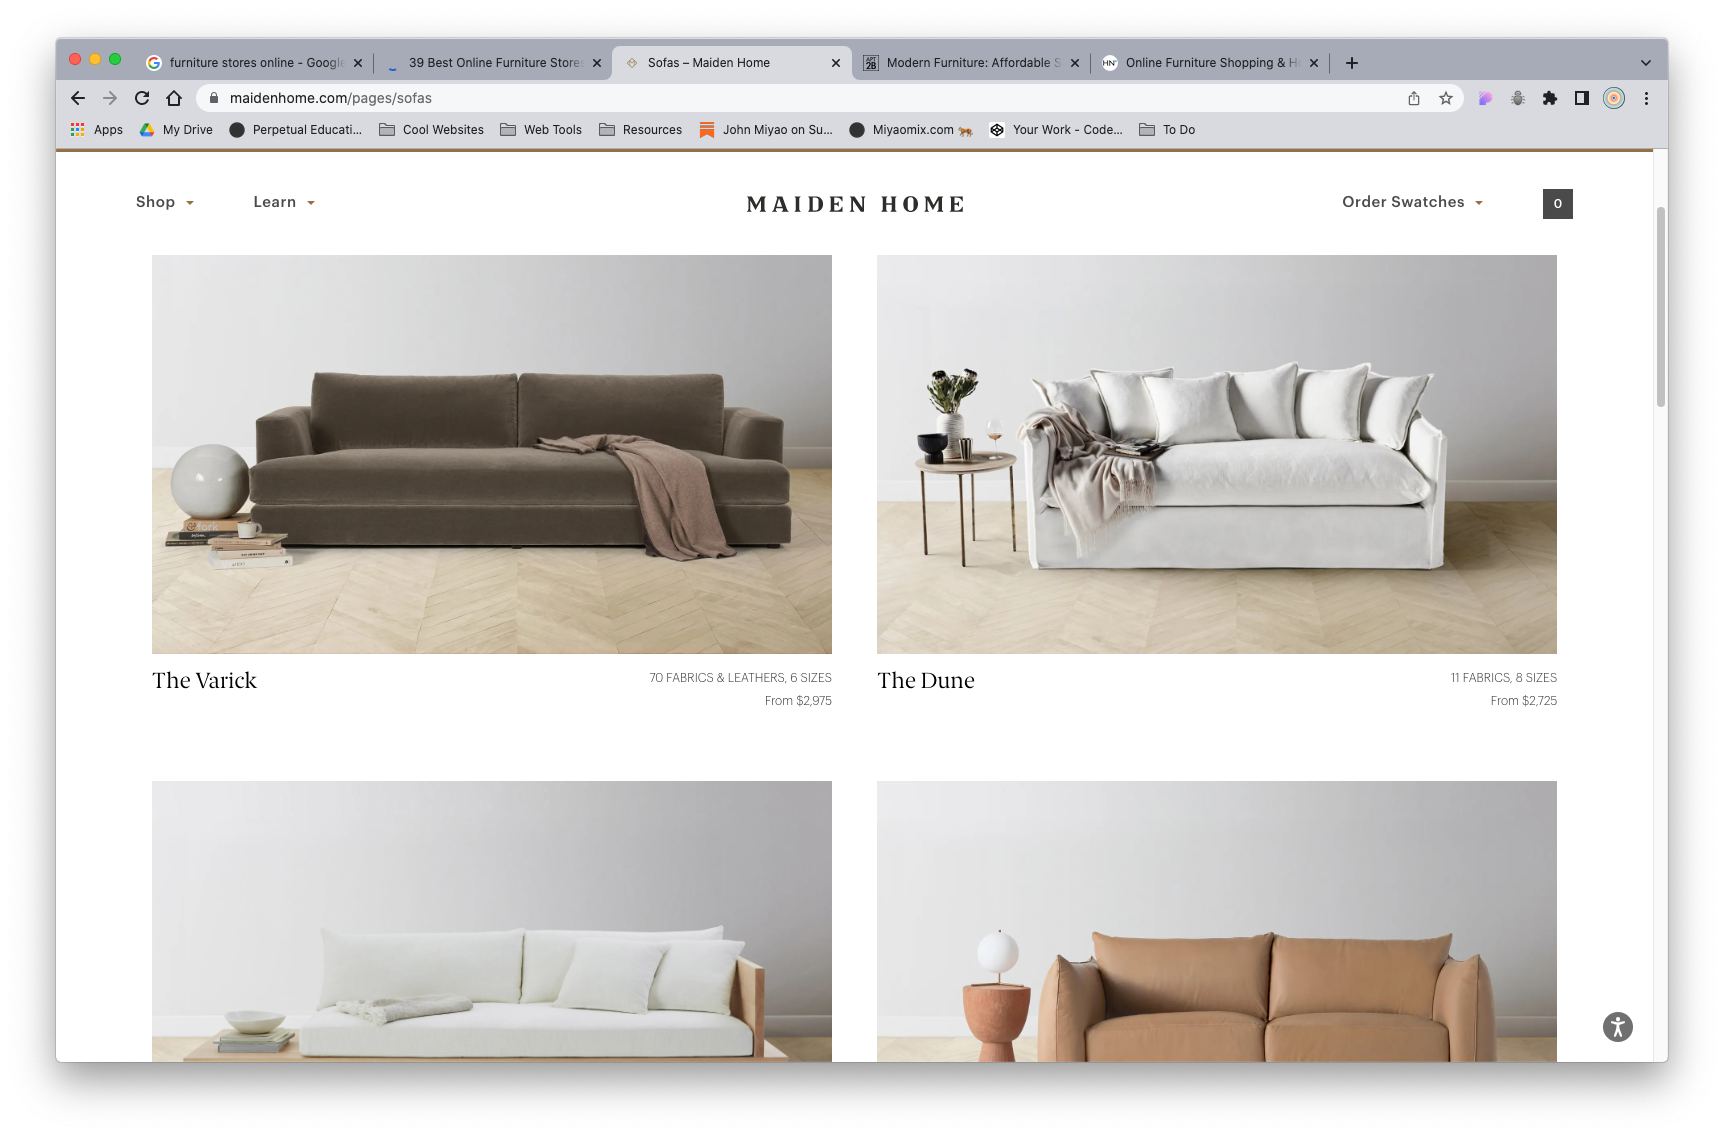 furniture stores online - Google
39 Best Online Furniture Stores
Sofas – Maiden Home
Modern Furniture: Affordable S
Online Furniture Shopping & H
maidenhome.com/pages/sofas
Apps
My Drive
Perpetual Educati...
Cool Websites
Web Tools
Resources
John Miyao on Su...
Miyaomix.com
Your Work - Code...
To Do
Shop
Learn
MAIDEN HOME
Order Swatches
0
fork
The Varick
70 FABRICS & LEATHERS, 6 SIZES
From $2,975
The Dune
11 FABRICS, 8 SIZES
From $2,725